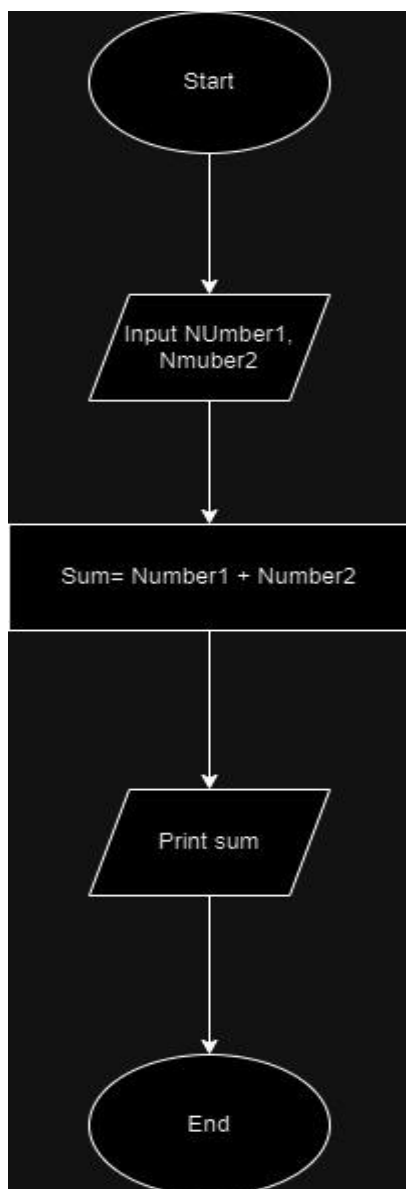 Start
Input NUmber1,
Nmuber2
Sum= Number1 + Number2
Print sum
End